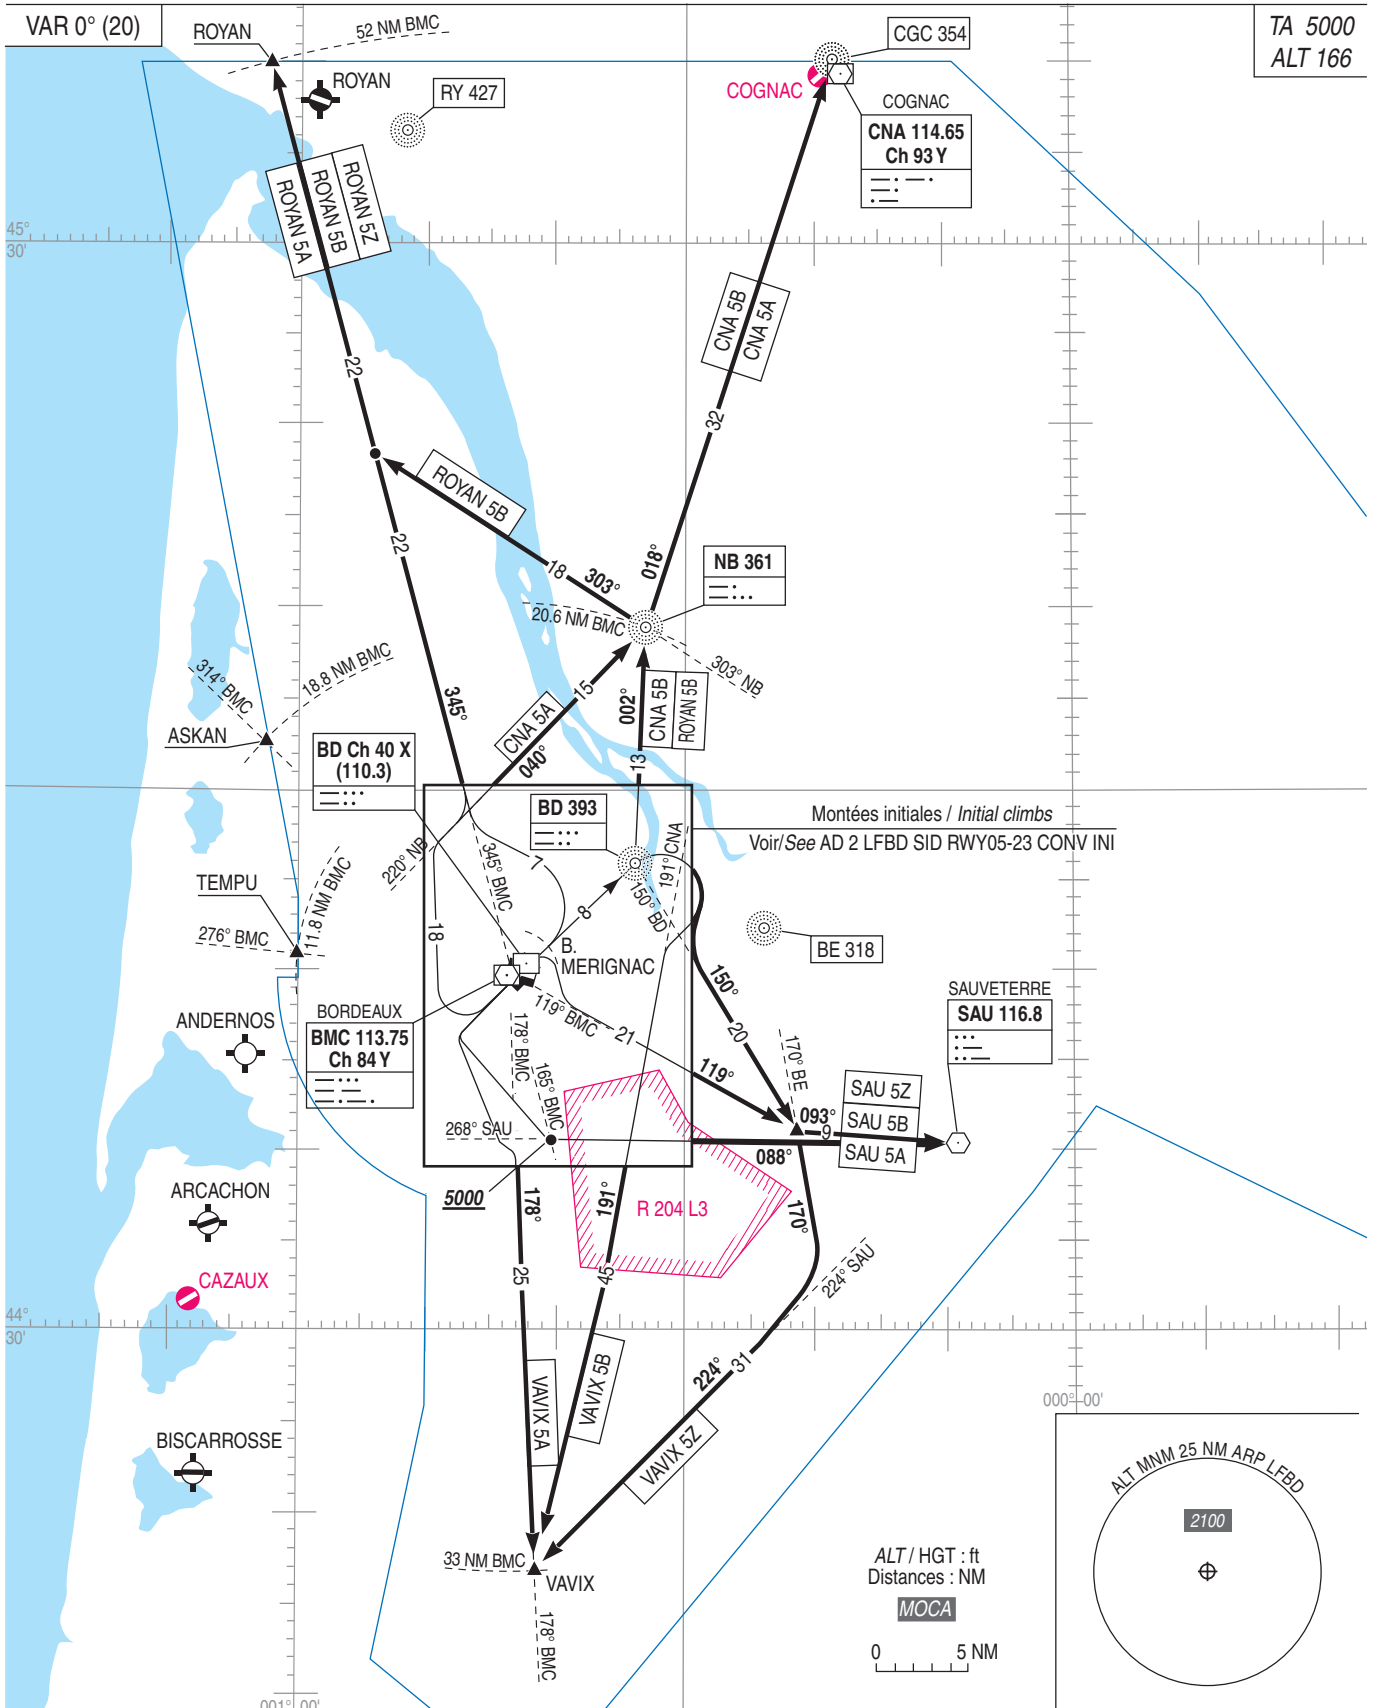 VAR 0° (20)
TA 5000
ALT 166
ROYAN
52 NM BMC
CGC 354
ROYAN
RY 427
COGNAC
COGNAC
CNA 114.65
Ch 93 Y
ROYAN 5A
ROYAN 5B
ROYAN 5Z
45°
30'
CNA 5B
CNA 5A
22
32
ROYAN 5B
22
18
303°
018°
NB 361
20.6 NM BMC
303° NB
314° BMC
18.8 NM BMC
ASKAN
345°
CNA 5A
15
040°
002°
CNA 5B
ROYAN 5B
13
BD Ch 40 X
(110.3)
BD 393
Montées initiales / Initial climbs
Voir/See AD 2 LFBD SID RWY05-23 CONV INI
220° NB
345° BMC
7
191° CNA
150° BD
8
18
TEMPU
11.8 NM BMC
276° BMC
B.
MERIGNAC
BE 318
150°
20
ANDERNOS
BORDEAUX
BMC 113.75
Ch 84 Y
119° BMC
21
178° BMC
165° BMC
119°
170° BE
SAUVETERRE
SAU 116.8
268° SAU
093°
9
SAU 5Z
SAU 5B
SAU 5A
088°
5000
178°
191°
R 204 L3
170°
ARCACHON
CAZAUX
224° SAU
25
45
44°
30'
VAVIX 5A
VAVIX 5B
224°
31
VAVIX 5Z
000° 00'
BISCARROSSE
ALT MNM 25 NM ARP LFBD
2100
33 NM BMC
VAVIX
178° BMC
ALT / HGT : ft
Distances : NM
MOCA
0 5 NM
001° 00'